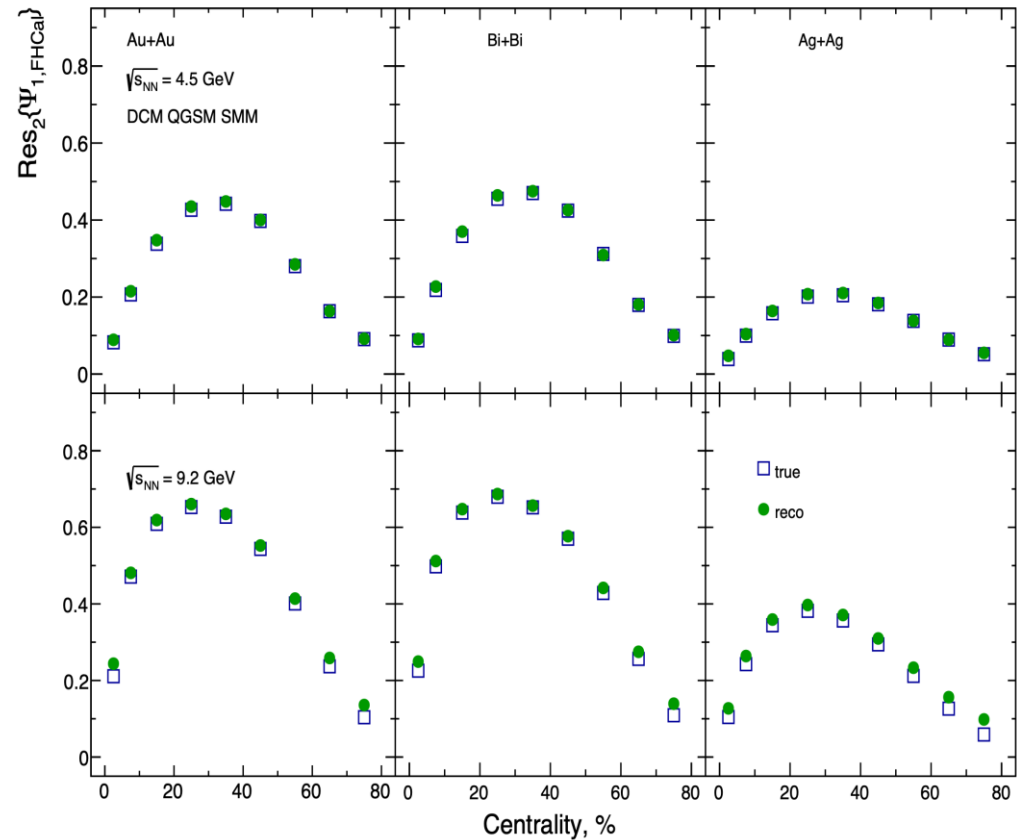 Res₂{Ψ₁,FHCal}
Au+Au
√sNN = 4.5 GeV
DCM QGSM SMM
Bi+Bi
Ag+Ag
0.8
0.6
0.4
0.2
0
√sNN = 9.2 GeV
true
reco
0.8
0.6
0.4
0.2
0
0 20 40 60 80
0 20 40 60 80
0 20 40 60 80
Centrality, %